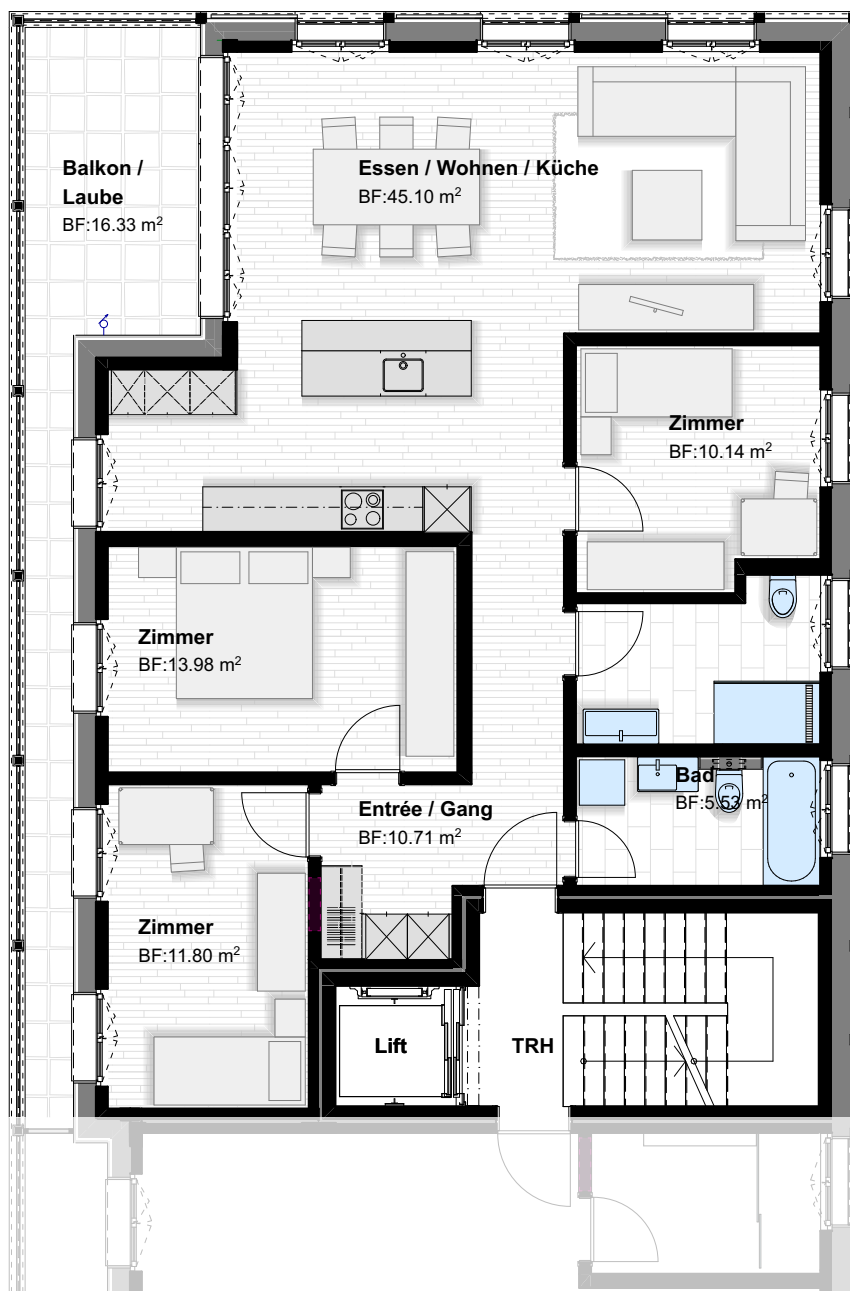 Balkon /
Laube
BF:16.33 m²
Essen / Wohnen / Küche
BF:45.10 m²
Zimmer
BF:10.14 m²
Zimmer
BF:13.98 m²
Bad
BF:5.53 m²
Entrée / Gang
BF:10.71 m²
Zimmer
BF:11.80 m²
Lift
TRH